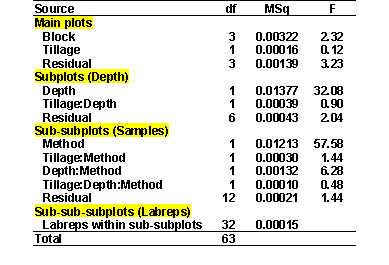 Source df MSq F
Main plots
Block 3 0.00322 2.32
Tillage 1 0.00016 0.12
Residual 3 0.00139 3.23
Subplots (Depth)
Depth 1 0.01377 32.08
Tillage:Depth 1 0.00039 0.90
Residual 6 0.00043 2.04
Sub-subplots (Samples)
Method 1 0.01213 57.58
Tillage:Method 1 0.00030 1.44
Depth:Method 1 0.00132 6.28
Tillage:Depth:Method 1 0.00010 0.48
Residual 12 0.00021 1.44
Sub-sub-subplots (Labreps)
Labreps within sub-subplots 32 0.00015
Total 63